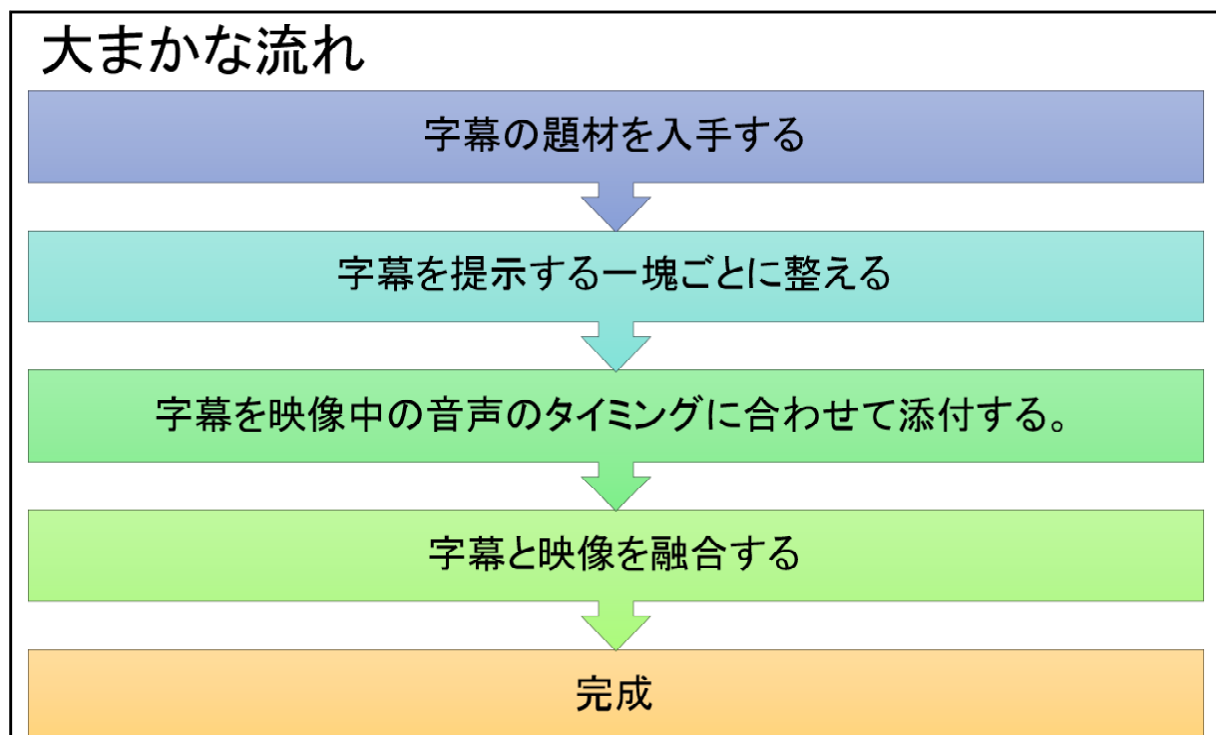 大まかな流れ
字幕の題材を入手する
字幕を提示する一塊ごとに整える
字幕を映像中の音声のタイミングに合わせて添付する。
字幕と映像を融合する
完成